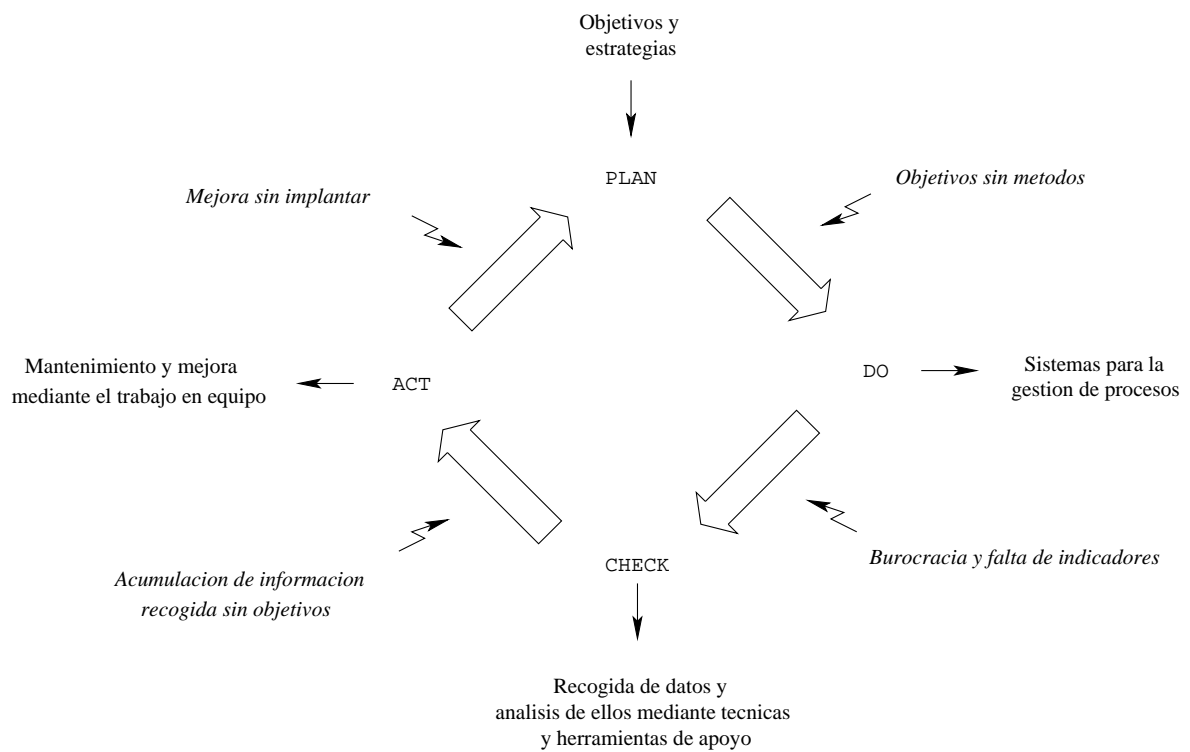 Objetivos y
estrategias
PLAN
Mejora sin implantar
Objetivos sin metodos
Mantenimiento y mejora
mediante el trabajo en equipo
ACT
DO
Sistemas para la
gestion de procesos
Acumulacion de informacion
recogida sin objetivos
CHECK
Burocracia y falta de indicadores
Recogida de datos y
analisis de ellos mediante tecnicas
y herramientas de apoyo